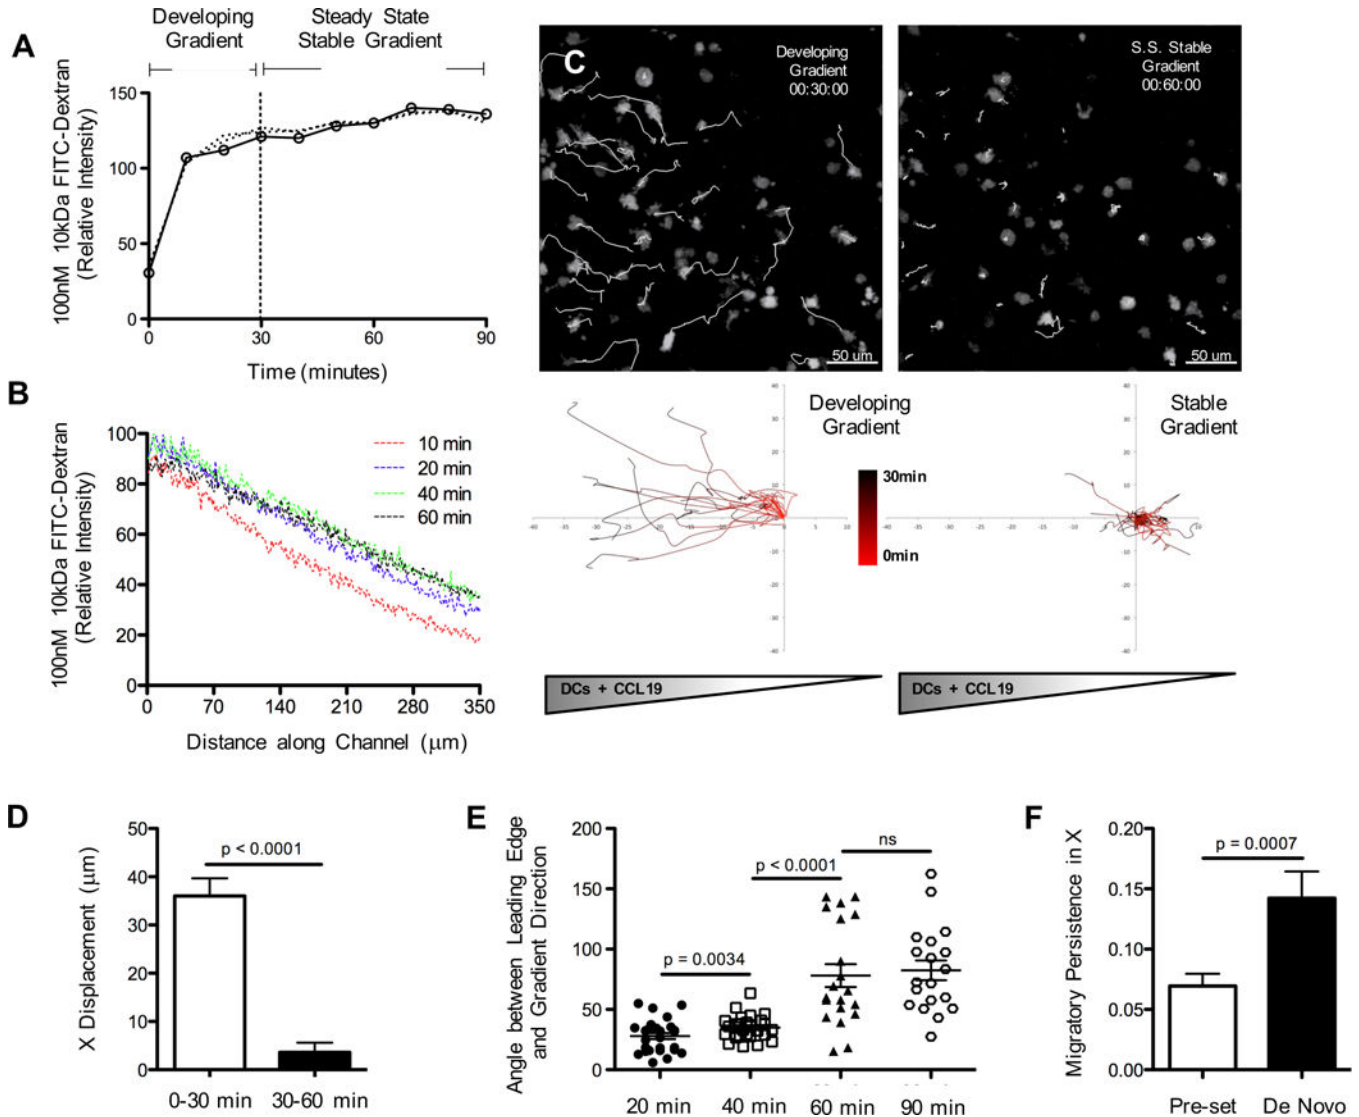 A
Developing
Gradient
Steady State
Stable Gradient
100nM 10kDa FITC-Dextran
(Relative Intensity)
150
100
50
0
0
30
60
90
Time (minutes)
C
Developing
Gradient
00:30:00
50 um
S.S. Stable
Gradient
00:60:00
50 um
B
100nM 10kDa FITC-Dextran
(Relative Intensity)
100
80
60
40
20
0
0
70
140
210
280
350
10 min
20 min
40 min
60 min
Distance along Channel (μm)
Developing
Gradient
30min
0min
Stable
Gradient
DCs + CCL19
DCs + CCL19
D
X Displacement (μm)
50
40
30
20
10
0
p < 0.0001
0-30 min
30-60 min
E
Angle between Leading Edge
and Gradient Direction
200
150
100
50
0
p = 0.0034
p < 0.0001
ns
20 min
40 min
60 min
90 min
F
Migratory Persistence in X
0.20
0.15
0.10
0.05
0.00
p = 0.0007
Pre-set
De Novo